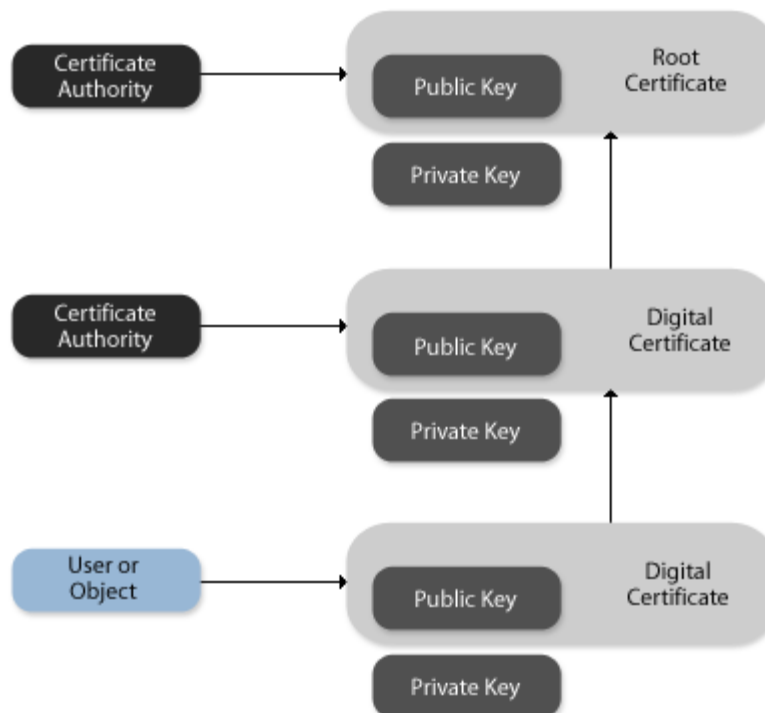 Certificate
Authority
Public Key
Root
Certificate
Private Key
Certificate
Authority
Public Key
Digital
Certificate
Private Key
User or
Object
Public Key
Digital
Certificate
Private Key